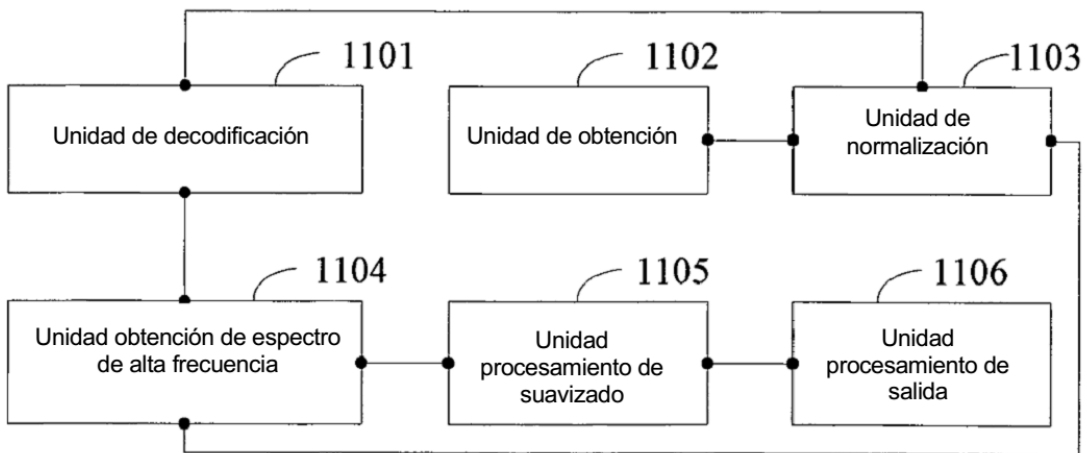 1101
1102
1103
Unidad de decodificación
Unidad de obtención
Unidad de
normalización
1104
1105
1106
Unidad obtención de espectro
de alta frecuencia
Unidad
procesamiento de
suavizado
Unidad
procesamiento de
salida